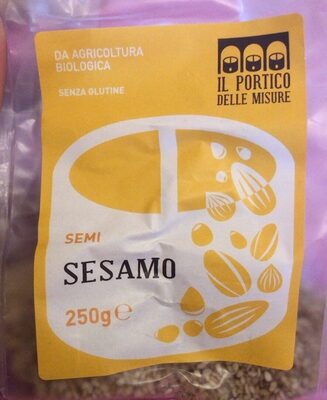 DA AGRICOLTURA
BIOLOGICA
SENZA GLUTINE
IL PORTICO
DELLE MISURE
SEMI
SESAMO
250g e